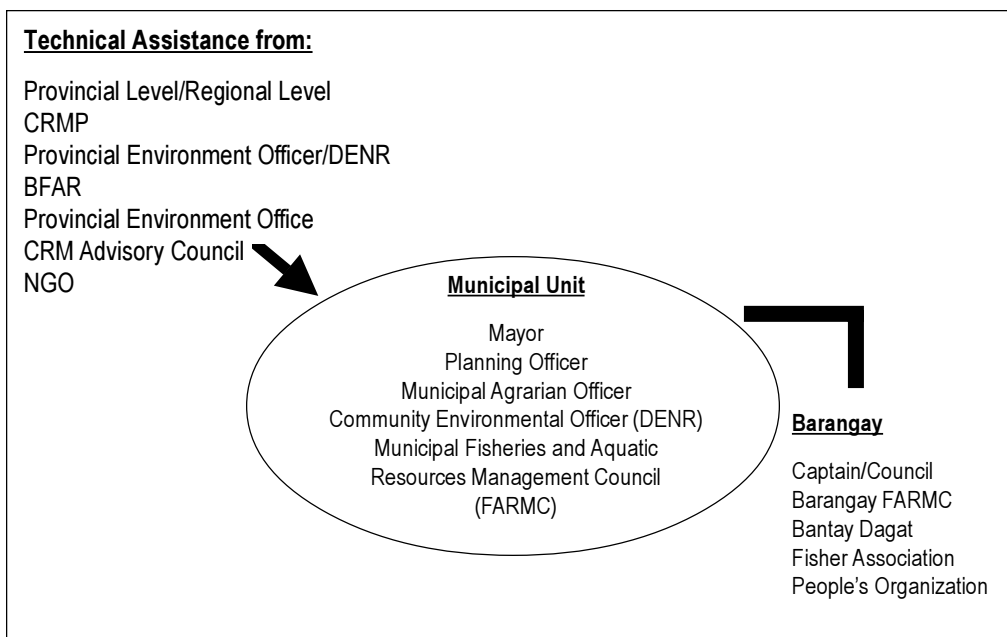 Technical Assistance from:
Provincial Level/Regional Level
CRMP
Provincial Environment Officer/DENR
BFAR
Provincial Environment Office
CRM Advisory Council
NGO
Municipal Unit
Mayor
Planning Officer
Municipal Agrarian Officer
Community Environmental Officer (DENR)
Municipal Fisheries and Aquatic
Resources Management Council
(FARMC)
Barangay
Captain/Council
Barangay FARMC
Bantay Dagat
Fisher Association
People's Organization